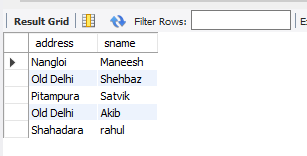 Result Grid Filter Rows:
address sname
Nangloi Maneesh
Old Delhi Shehbaz
Pitampura Satvik
Old Delhi Akib
Shahadara rahul